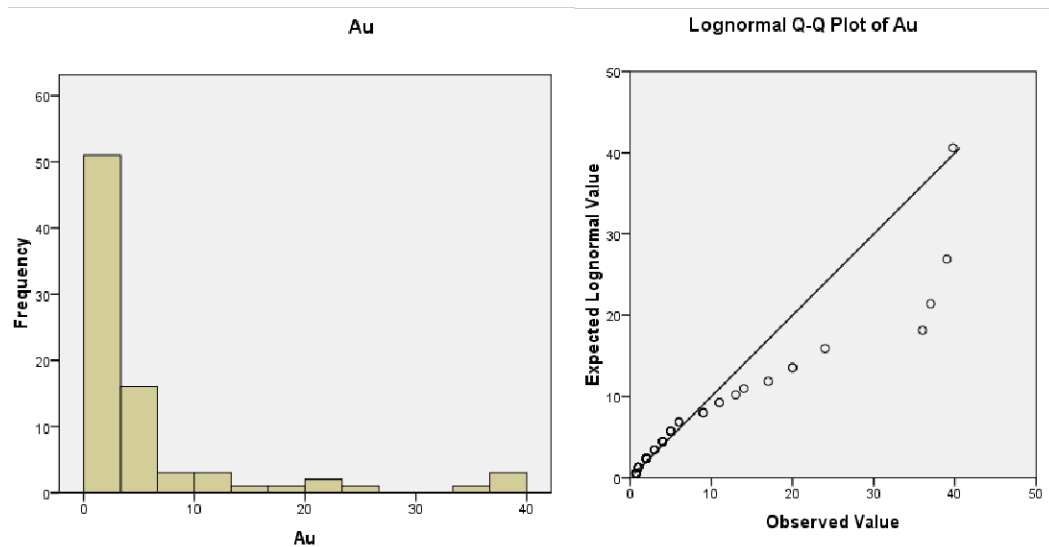 Au
60
50
40
30
20
10
0
Frequency
0 10 20 30 40
Au
Lognormal Q-Q Plot of Au
50
40
30
20
10
0
Expected Lognormal Value
0 10 20 30 40 50
Observed Value